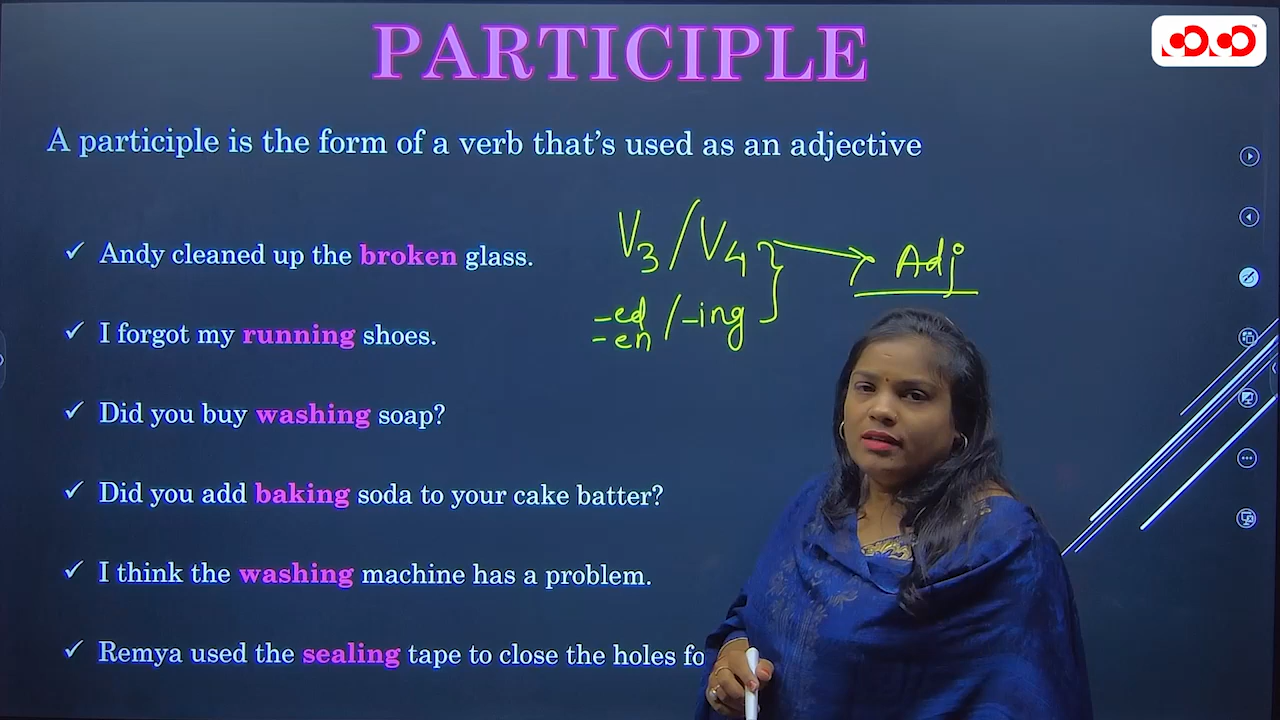 PARTICIPLE
A participle is the form of a verb that's used as an adjective
✓ Andy cleaned up the broken glass.
✓ I forgot my running shoes.
✓ Did you buy washing soap?
✓ Did you add baking soda to your cake batter?
✓ I think the washing machine has a problem.
✓ Remya used the sealing tape to close the holes
V3 / V4 } → Adj
-ed / -ing
-en